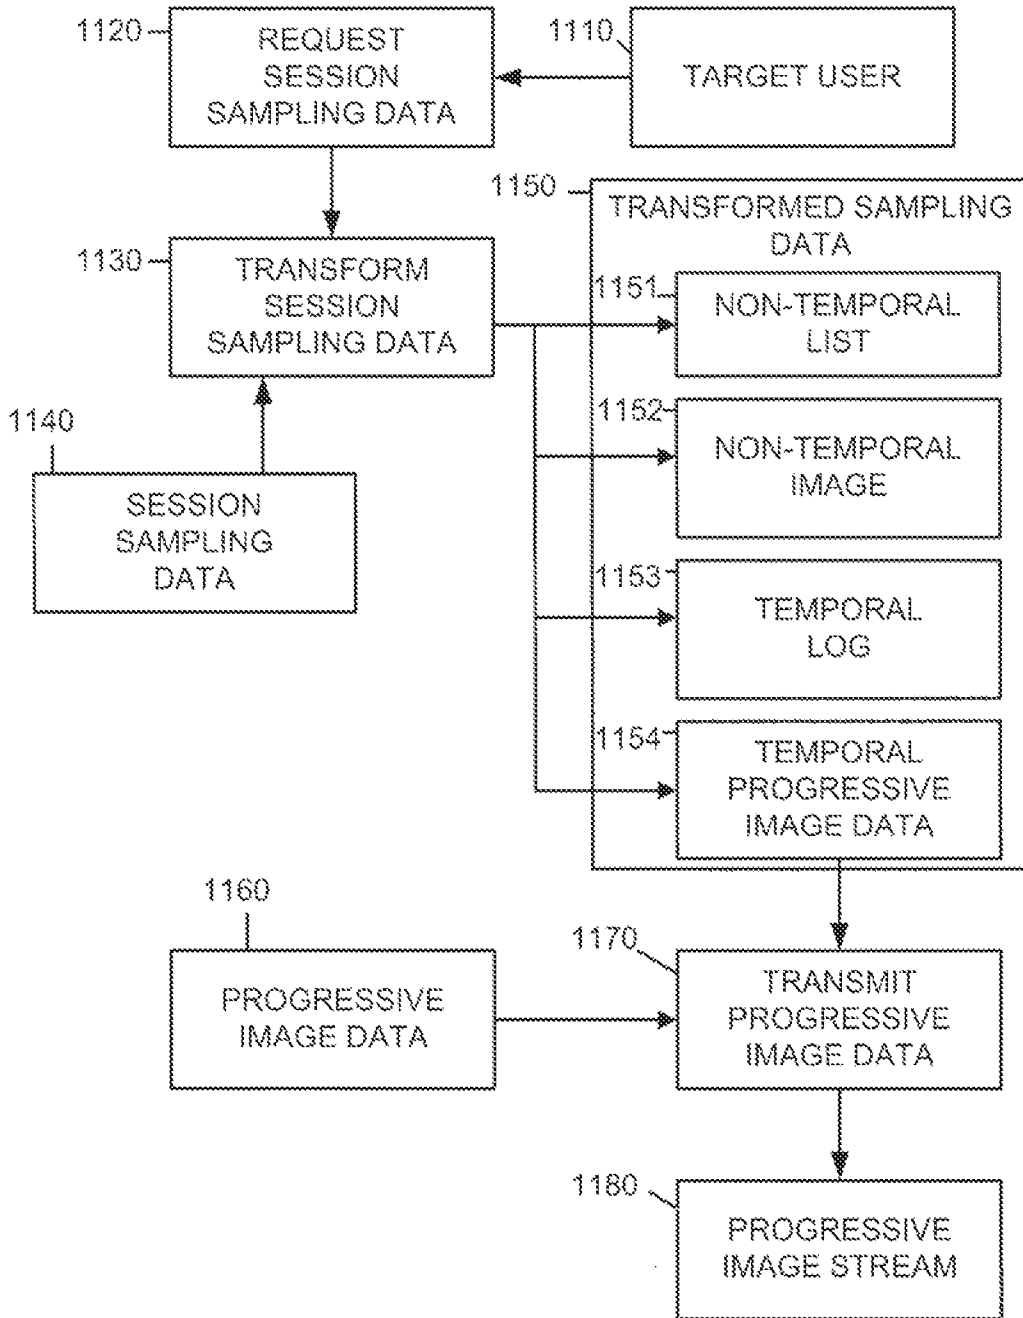 1120
REQUEST
SESSION
SAMPLING DATA
1110
TARGET USER
1130
TRANSFORM
SESSION
SAMPLING DATA
1140
SESSION
SAMPLING
DATA
1150
TRANSFORMED SAMPLING
DATA
1151
NON-TEMPORAL
LIST
1152
NON-TEMPORAL
IMAGE
1153
TEMPORAL
LOG
1154
TEMPORAL
PROGRESSIVE
IMAGE DATA
1160
PROGRESSIVE
IMAGE DATA
1170
TRANSMIT
PROGRESSIVE
IMAGE DATA
1180
PROGRESSIVE
IMAGE STREAM